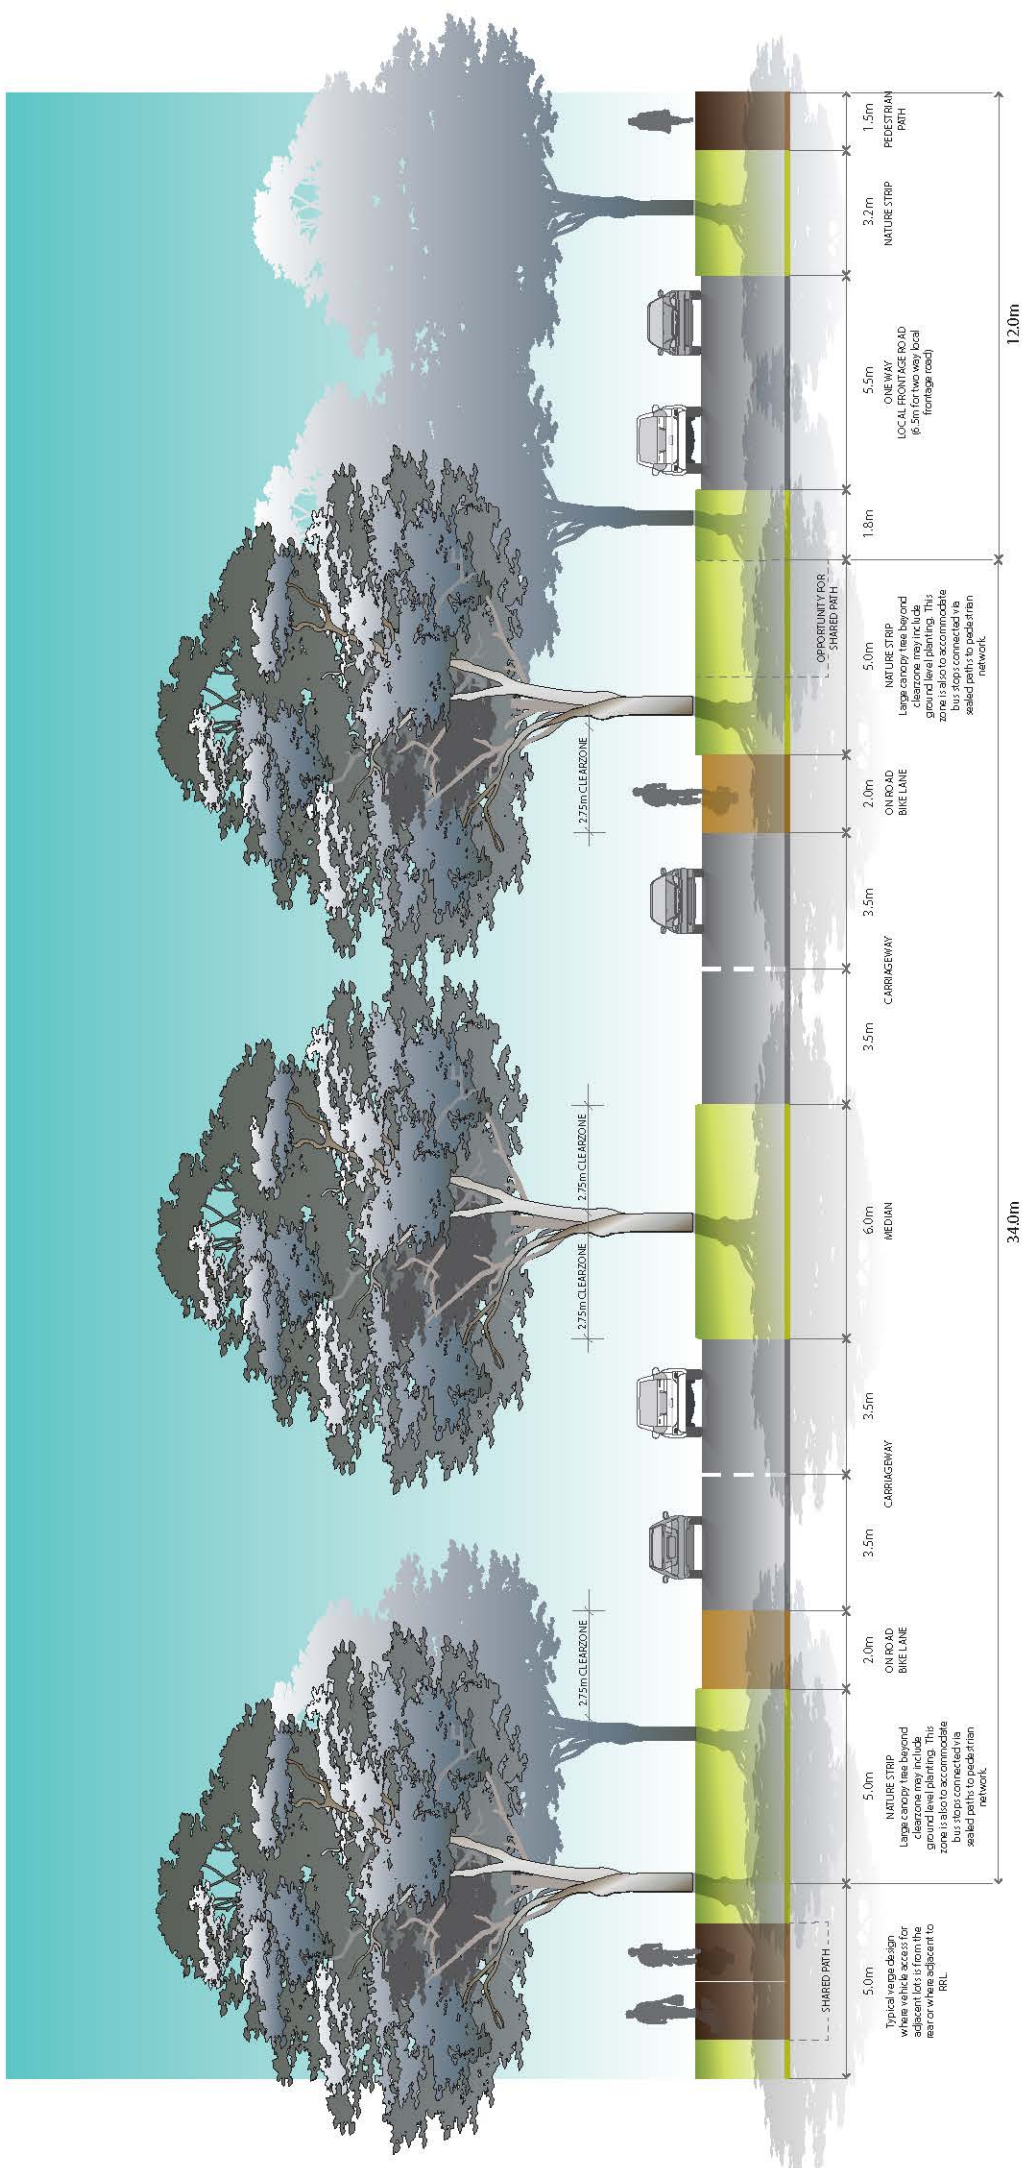 2.75m CLEARZONE
2.75m CLEARZONE
2.75m CLEARZONE
2.75m CLEARZONE
SHARED PATH
OPPORTUNITY FOR
SHARED PATH
5.0m
Typical verge design
where vehicle access for
adjacent lots is from the
rear or where adjacent to
RRL
5.0m
NATURE STRIP
Large canopy tree beyond
clearzone may include
ground level planting. This
zone is also to accommodate
bus stops connected via
sealed paths to pedestrian
network.
2.0m
ON ROAD
BIKE LANE
3.5m
CARRIAGEWAY
3.5m
6.0m
MEDIAN
3.5m
CARRIAGEWAY
3.5m
2.0m
ON ROAD
BIKE LANE
5.0m
NATURE STRIP
Large canopy tree beyond
clearzone may include
ground level planting. This
zone is also to accommodate
bus stops connected via
sealed paths to pedestrian
network.
1.8m
5.5m
ONE WAY
LOCAL FRONTAGE ROAD
(6.5m for two way local
frontage road)
3.2m
NATURE STRIP
1.5m
PEDESTRIAN
PATH
34.0m
12.0m